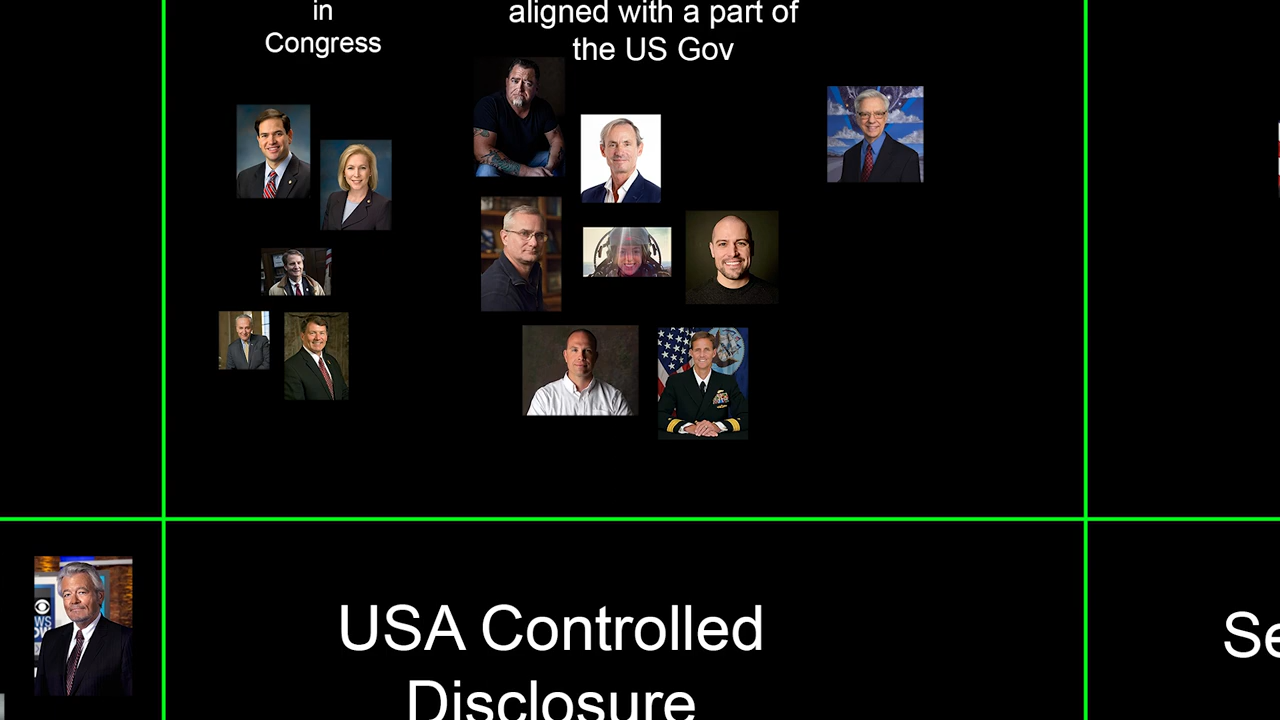 in
Congress
aligned with a part of
the US Gov
USA Controlled
Disclosure
Se